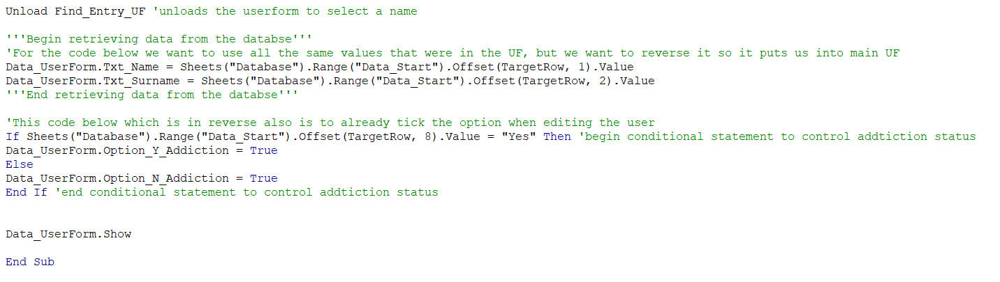 Unload Find_Entry_UF 'unloads the userform to select a name
'''Begin retrieving data from the databse'''
'For the code below we want to use all the same values that were in the UF, but we want to reverse it so it puts us into main UF
Data_UserForm.Txt_Name = Sheets("Database").Range("Data_Start").Offset(TargetRow, 1).Value
Data_UserForm.Txt_Surname = Sheets("Database").Range("Data_Start").Offset(TargetRow, 2).Value
'''End retrieving data from the databse'''
'This code below which is in reverse also is to already tick the option when editing the user
If Sheets("Database").Range("Data_Start").Offset(TargetRow, 8).Value = "Yes" Then 'begin conditional statement to control addtiction status
Data_UserForm.Option_Y_Addiction = True
Else
Data_UserForm.Option_N_Addiction = True
End If 'end conditional statement to control addtiction status
Data_UserForm.Show
End Sub